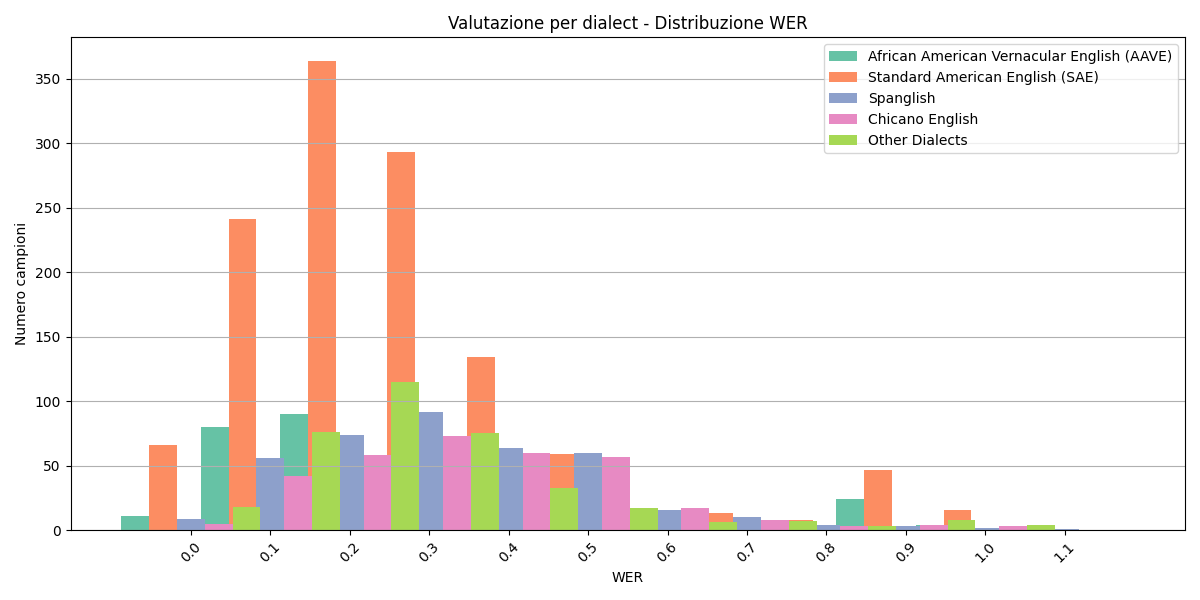 Valutazione per dialect - Distribuzione WER
African American Vernacular English (AAVE)
Standard American English (SAE)
Spanglish
Chicano English
Other Dialects
Numero campioni
350
300
250
200
150
100
50
0
0.0
0.1
0.2
0.3
0.4
0.5
0.6
0.7
0.8
0.9
1.0
1.1
WER